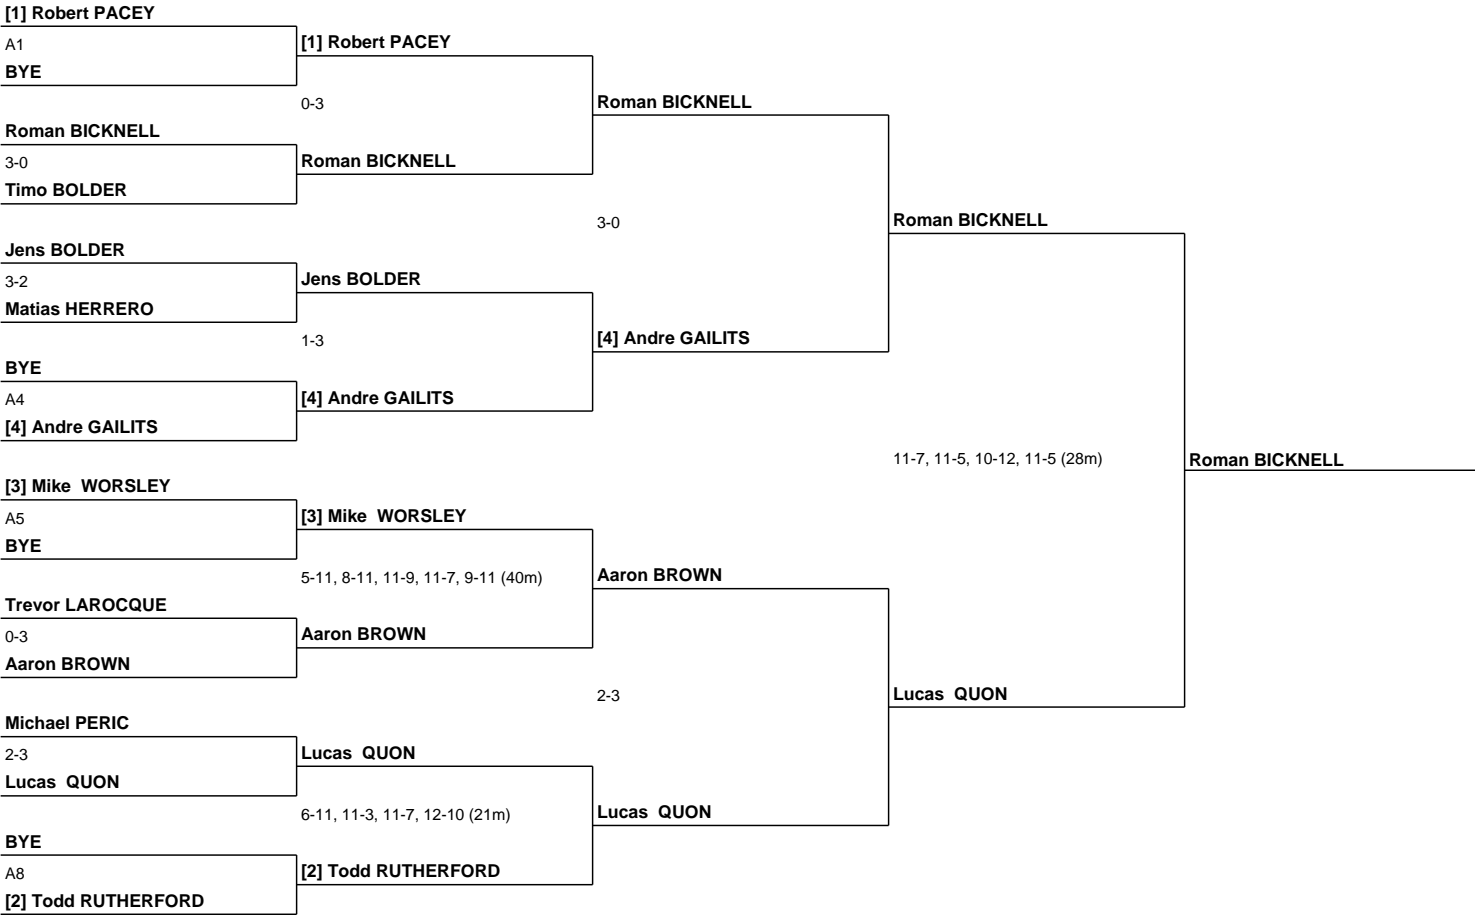 [1] Robert PACEY
A1
BYE
Roman BICKNELL
3-0
Timo BOLDER
Jens BOLDER
3-2
Matias HERRERO
BYE
A4
[4] Andre GAILITS
[3] Mike  WORSLEY
A5
BYE
Trevor LAROCQUE
0-3
Aaron BROWN
Michael PERIC
2-3
Lucas  QUON
BYE
A8
[2] Todd RUTHERFORD
[1] Robert PACEY
0-3
Roman BICKNELL
Jens BOLDER
1-3
[4] Andre GAILITS
[3] Mike  WORSLEY
5-11, 8-11, 11-9, 11-7, 9-11 (40m)
Aaron BROWN
Lucas  QUON
6-11, 11-3, 11-7, 12-10 (21m)
[2] Todd RUTHERFORD
Roman BICKNELL
3-0
[4] Andre GAILITS
Aaron BROWN
2-3
Lucas  QUON
Roman BICKNELL
11-7, 11-5, 10-12, 11-5 (28m)
Lucas  QUON
Roman BICKNELL